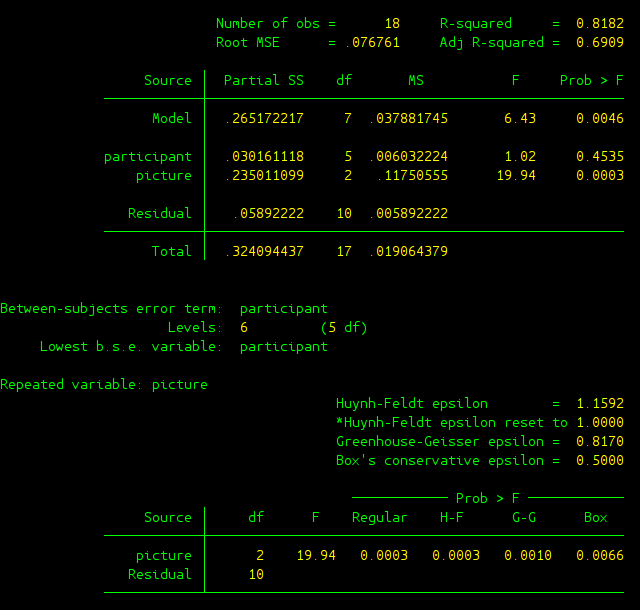 Number of obs = 18 R-squared = 0.8182
Root MSE = .076761 Adj R-squared = 0.6909
Source Partial SS df MS F Prob > F
Model .265172217 7 .037881745 6.43 0.0046
participant .030161118 5 .006032224 1.02 0.4535
picture .235011099 2 .11750555 19.94 0.0003
Residual .05892222 10 .005892222
Total .324094437 17 .019064379
Between-subjects error term: participant
Levels: 6 (5 df)
Lowest b.s.e. variable: participant
Repeated variable: picture
Huynh-Feldt epsilon = 1.1592
*Huynh-Feldt epsilon reset to 1.0000
Greenhouse-Geisser epsilon = 0.8170
Box's conservative epsilon = 0.5000
Prob > F
Source df F Regular H-F G-G Box
picture 2 19.94 0.0003 0.0003 0.0010 0.0066
Residual 10